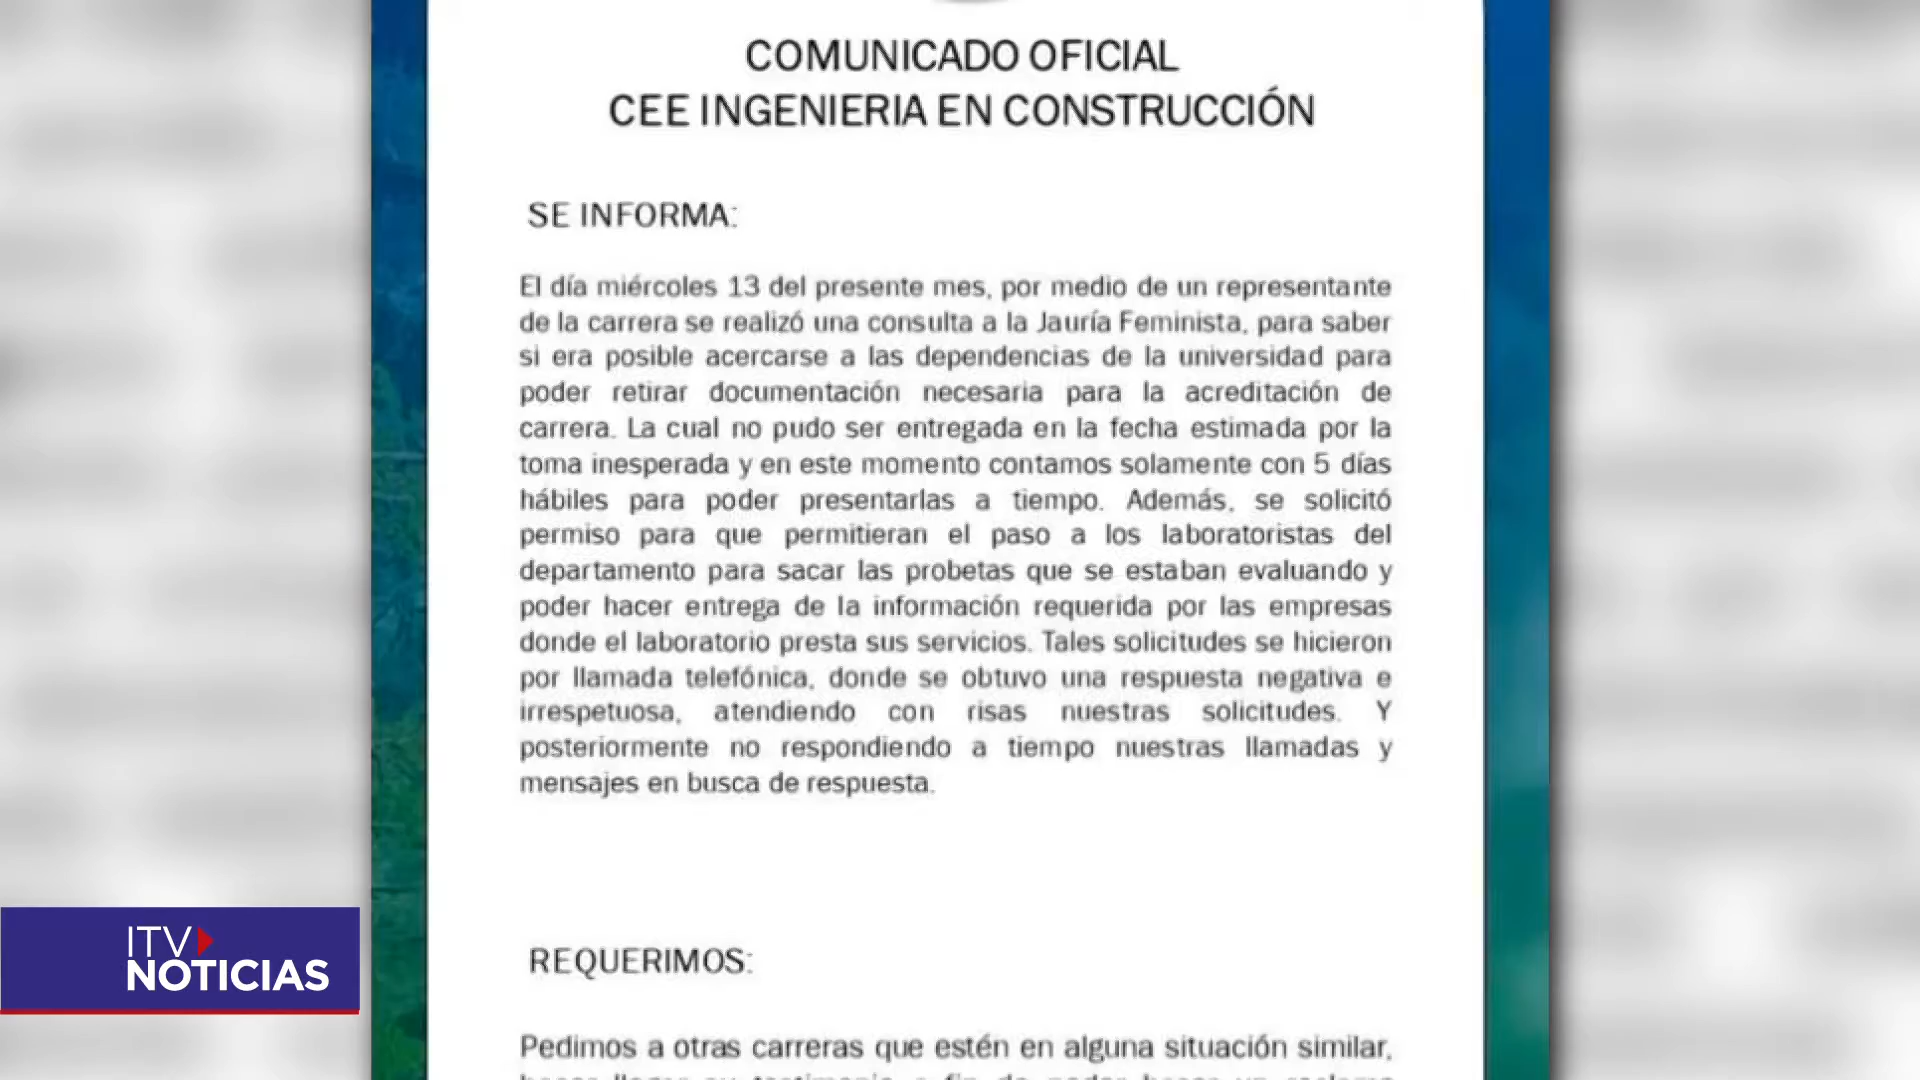 COMUNICADO OFICIAL
CEE INGENIERIA EN CONSTRUCCIÓN
SE INFORMA:
El día miércoles 13 del presente mes, por medio de un representante
de la carrera se realizó una consulta a la Jauría Feminista, para saber
si era posible acercarse a las dependencias de la universidad para
poder retirar documentación necesaria para la acreditación de
carrera. La cual no pudo ser entregada en la fecha estimada por la
toma inesperada y en este momento contamos solamente con 5 días
hábiles para poder presentarlas a tiempo. Además, se solicitó
permiso para que permitieran el paso a los laboratoristas del
departamento para sacar las probetas que se estaban evaluando y
poder hacer entrega de la información requerida por las empresas
donde el laboratorio presta sus servicios. Tales solicitudes se hicieron
por llamada telefónica, donde se obtuvo una respuesta negativa e
irrespetuosa, atendiendo con risas nuestras solicitudes. Y
posteriormente no respondiendo a tiempo nuestras llamadas y
mensajes en busca de respuesta.
REQUERIMOS:
Pedimos a otras carreras que estén en alguna situación similar,
ITV
NOTICIAS